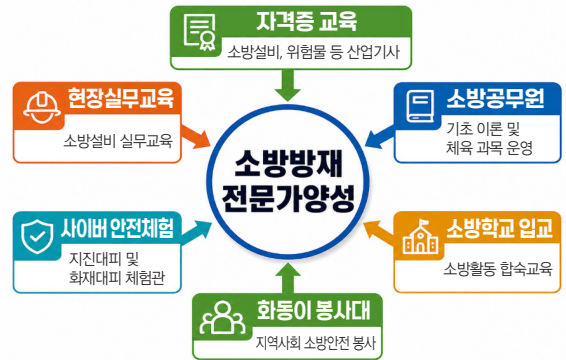 자격증 교육
소방설비, 위험물 등 산업기사
현장실무교육
소방설비 실무교육
소방공무원
기초 이론 및
체육 과목 운영
소방방재
전문가양성
사이버 안전체험
지진대피 및
화재대피 체험관
소방학교 입교
소방활동 합숙교육
화동이 봉사대
지역사회 소방안전 봉사